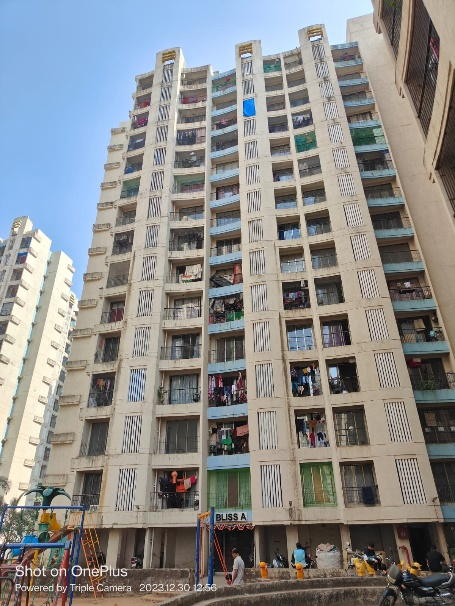 BLISS A
Shot on OnePlus
Powered by Triple Camera 2023.12.30 12:56